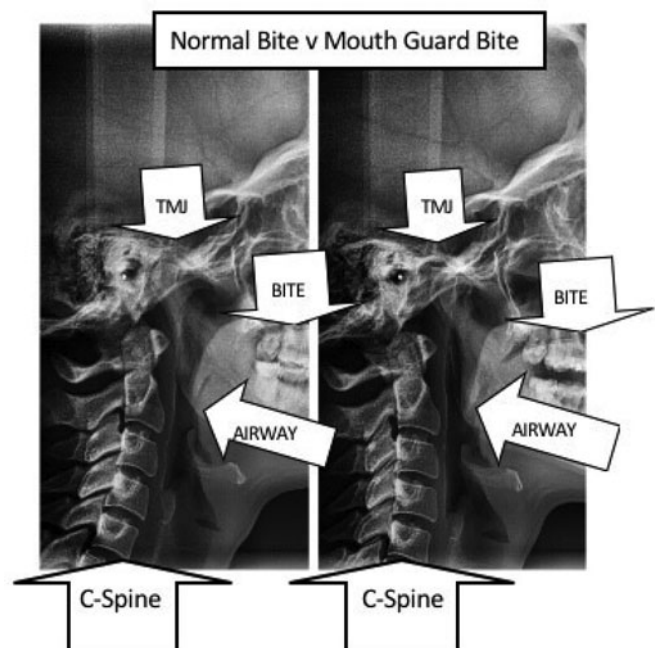 Normal Bite v Mouth Guard Bite
TMJ
TMJ
BITE
BITE
AIRWAY
AIRWAY
C-Spine
C-Spine